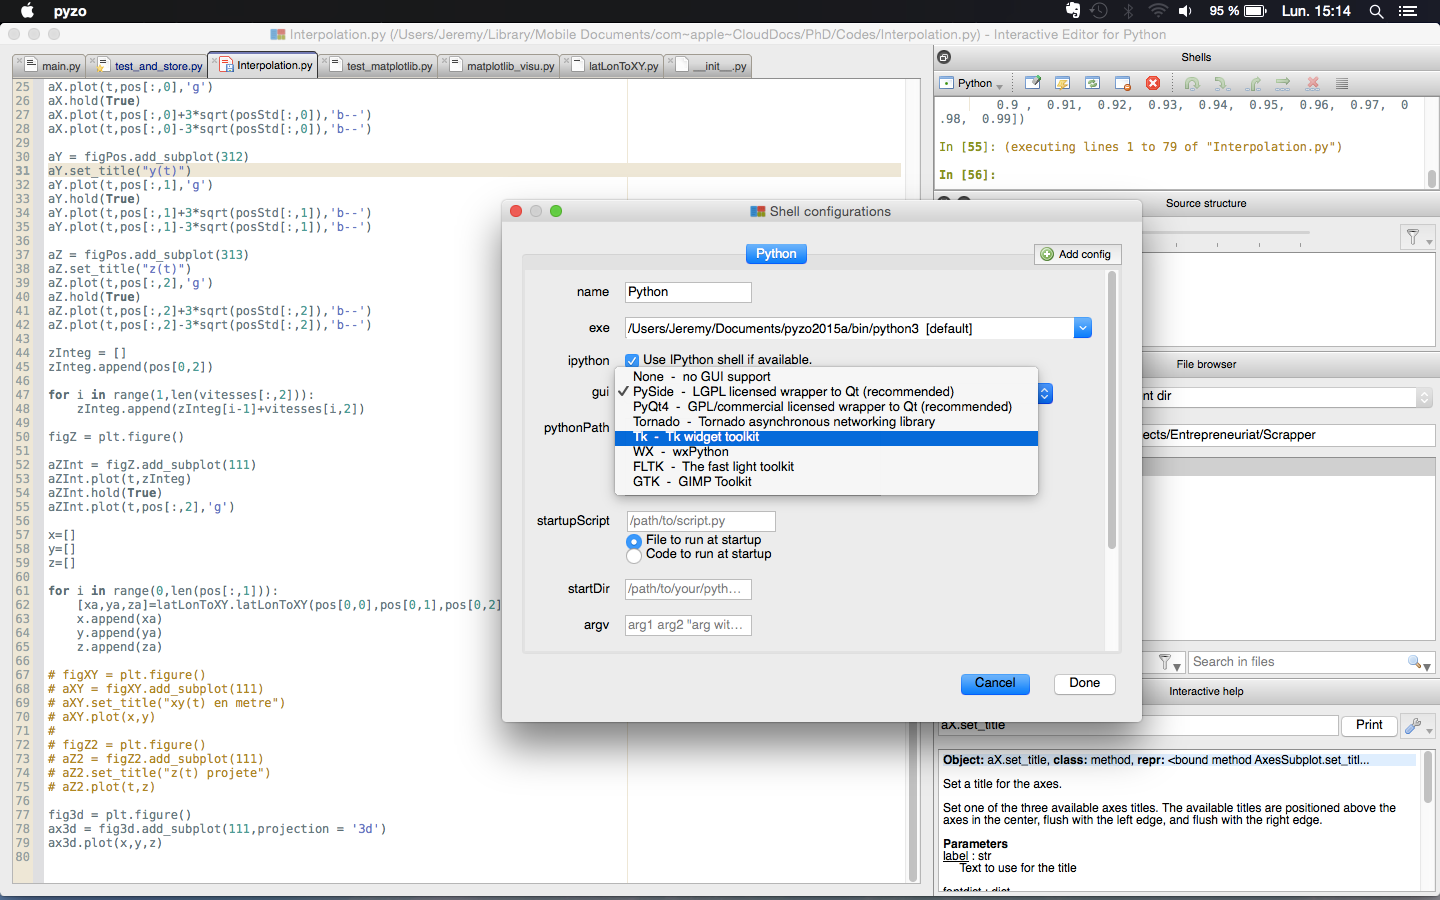 pyzo
95 %
Lun. 15:14
Interpolation.py (/Users/Jeremy/Library/Mobile Documents/com~apple~CloudDocs/PhD/Codes/Interpolation.py) - Interactive Editor for Python
main.py
test_and_store.py
Interpolation.py
test_matplotlib.py
matplotlib_visu.py
latLonToXY.py
__init__.py
25 aX.plot(t,pos[:,0],'g')
26 aX.hold(True)
27 aX.plot(t,pos[:,0]+3*sqrt(posStd[:,0]),'b--')
28 aX.plot(t,pos[:,0]-3*sqrt(posStd[:,0]),'b--')
29
30 aY = figPos.add_subplot(312)
31 aY.set_title("y(t)")
32 aY.plot(t,pos[:,1],'g')
33 aY.hold(True)
34 aY.plot(t,pos[:,1]+3*sqrt(posStd[:,1]),'b--')
35 aY.plot(t,pos[:,1]-3*sqrt(posStd[:,1]),'b--')
36
37 aZ = figPos.add_subplot(313)
38 aZ.set_title("z(t)")
39 aZ.plot(t,pos[:,2],'g')
40 aZ.hold(True)
41 aZ.plot(t,pos[:,2]+3*sqrt(posStd[:,2]),'b--')
42 aZ.plot(t,pos[:,2]-3*sqrt(posStd[:,2]),'b--')
43
44 zInteg = []
45 zInteg.append(pos[0,2])
46
47 for i in range(1,len(vitesses[:,2])):
48 zInteg.append(zInteg[i-1]+vitesses[i,2])
49
50 figZ = plt.figure()
51
52 aZInt = figZ.add_subplot(111)
53 aZInt.plot(t,zInteg)
54 aZInt.hold(True)
55 aZInt.plot(t,pos[:,2],'g')
56
57 x=[]
58 y=[]
59 z=[]
60
61 for i in range(0,len(pos[:,1])):
62 [xa,ya,za]=latLonToXY.latLonToXY(pos[0,0],pos[0,1],pos[0,2]
63 x.append(xa)
64 y.append(ya)
65 z.append(za)
66
67 # figXY = plt.figure()
68 # aXY = figXY.add_subplot(111)
69 # aXY.set_title("xy(t) en metre")
70 # aXY.plot(x,y)
71 #
72 # figZ2 = plt.figure()
73 # aZ2 = figZ2.add_subplot(111)
74 # aZ2.set_title("z(t) projete")
75 # aZ2.plot(t,z)
76
77 fig3d = plt.figure()
78 ax3d = fig3d.add_subplot(111,projection = '3d')
79 ax3d.plot(x,y,z)
80
Shell configurations
Python
Add config
name
Python
exe
/Users/Jeremy/Documents/pyzo2015a/bin/python3 [default]
ipython
Use IPython shell if available.
gui
None - no GUI support
✓ PySide - LGPL licensed wrapper to Qt (recommended)
PyQt4 - GPL/commercial licensed wrapper to Qt (recommended)
Tornado - Tornado asynchronous networking library
Tk - Tk widget toolkit
WX - wxPython
FLTK - The fast light toolkit
GTK - GIMP Toolkit
pythonPath
startupScript
/path/to/script.py
File to run at startup
Code to run at startup
startDir
/path/to/your/pyth...
argv
arg1 arg2 "arg wit...
Cancel
Done
Shells
Python
0.9 , 0.91, 0.92, 0.93, 0.94, 0.95, 0.96, 0.97, 0
.98, 0.99])
In [55]: (executing lines 1 to 79 of "Interpolation.py")
In [56]:
Source structure
File browser
nt dir
ects/Entrepreneuriat/Scrapper
Search in files
Interactive help
aX.set_title
Print
Object: aX.set_title, class: method, repr: <bound method AxesSubplot.set_titl...
Set a title for the axes.
Set one of the three available axes titles. The available titles are positioned above the
axes in the center, flush with the left edge, and flush with the right edge.
Parameters
label : str
Text to use for the title
fontdict : dict